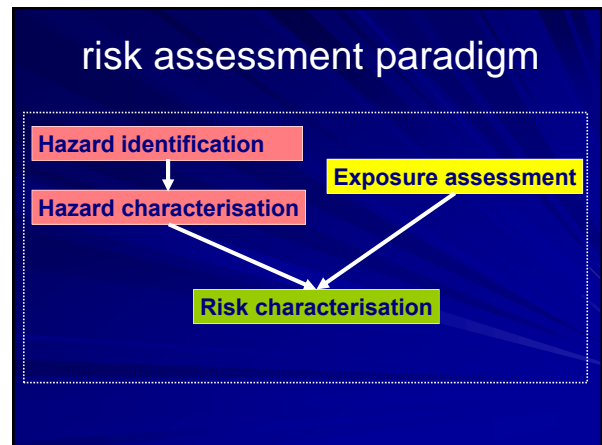 risk assessment paradigm
Hazard identification
Exposure assessment
Hazard characterisation
Risk characterisation